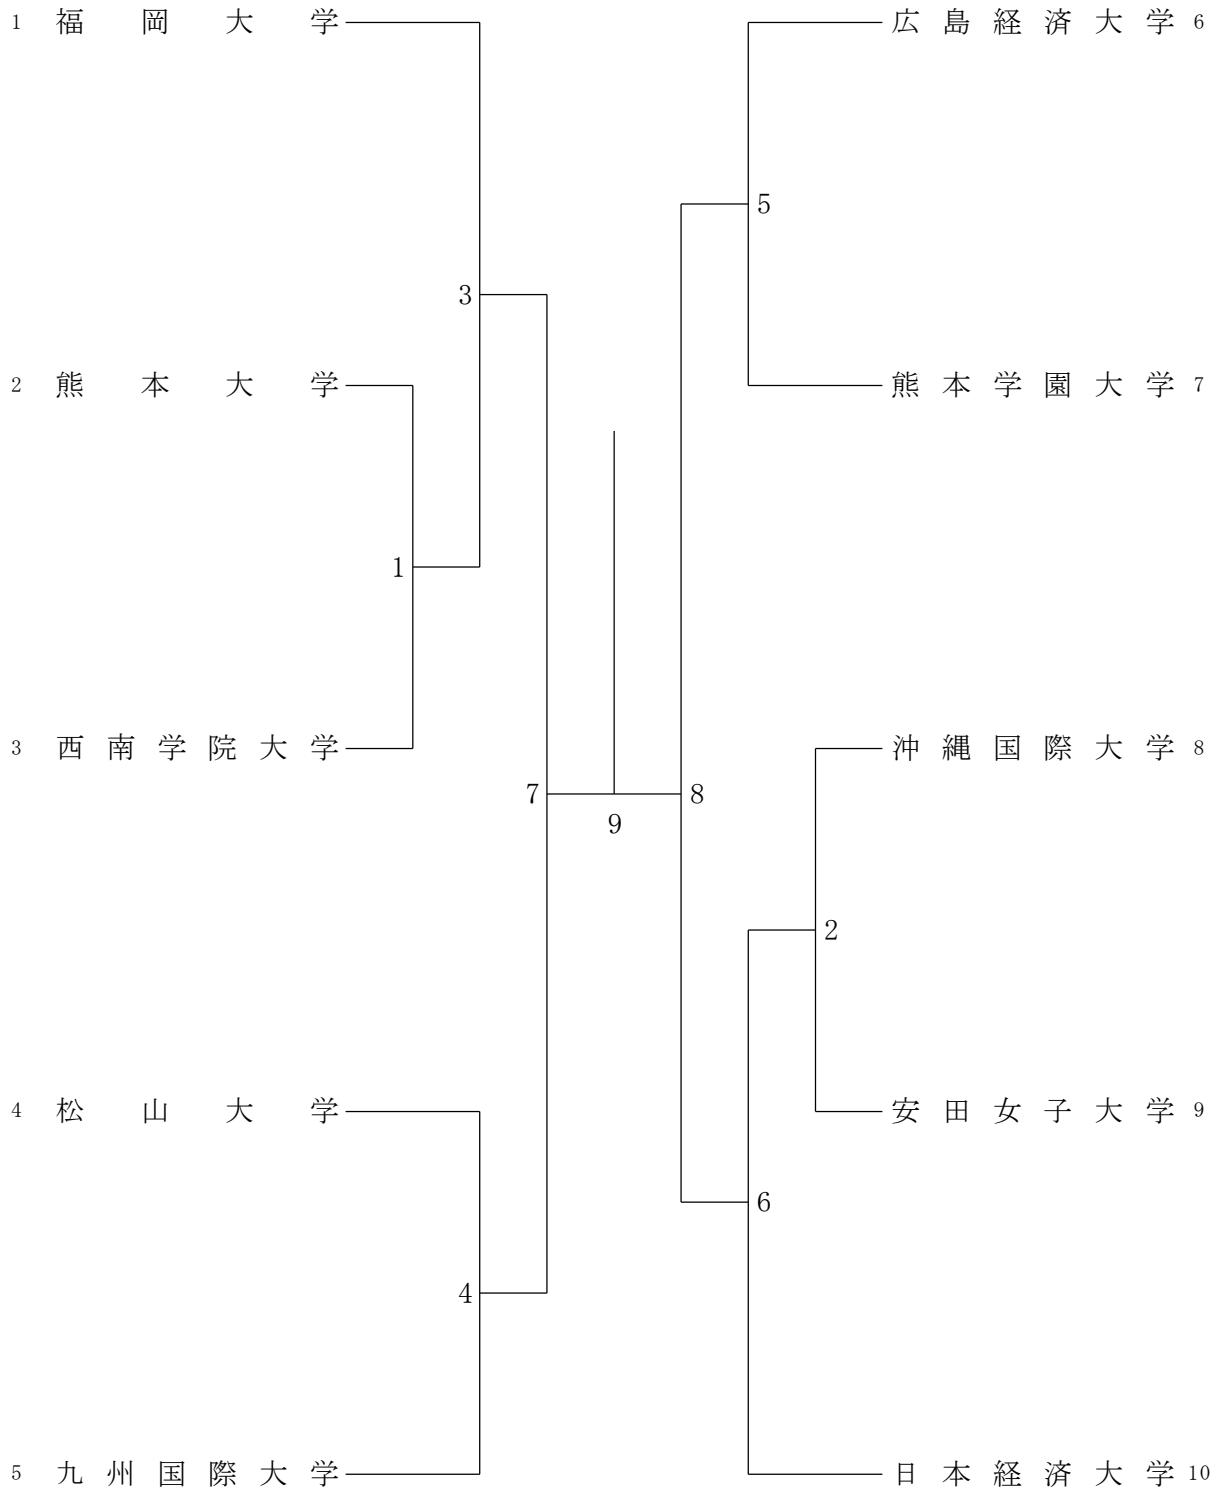 1 福岡大学
広島経済大学 6
5
3
2 熊本大学
熊本学園大学 7
1
3 西南学院大学
沖縄国際大学 8
7
8
9
2
4 松山大学
安田女子大学 9
6
4
5 九州国際大学
日本経済大学 10